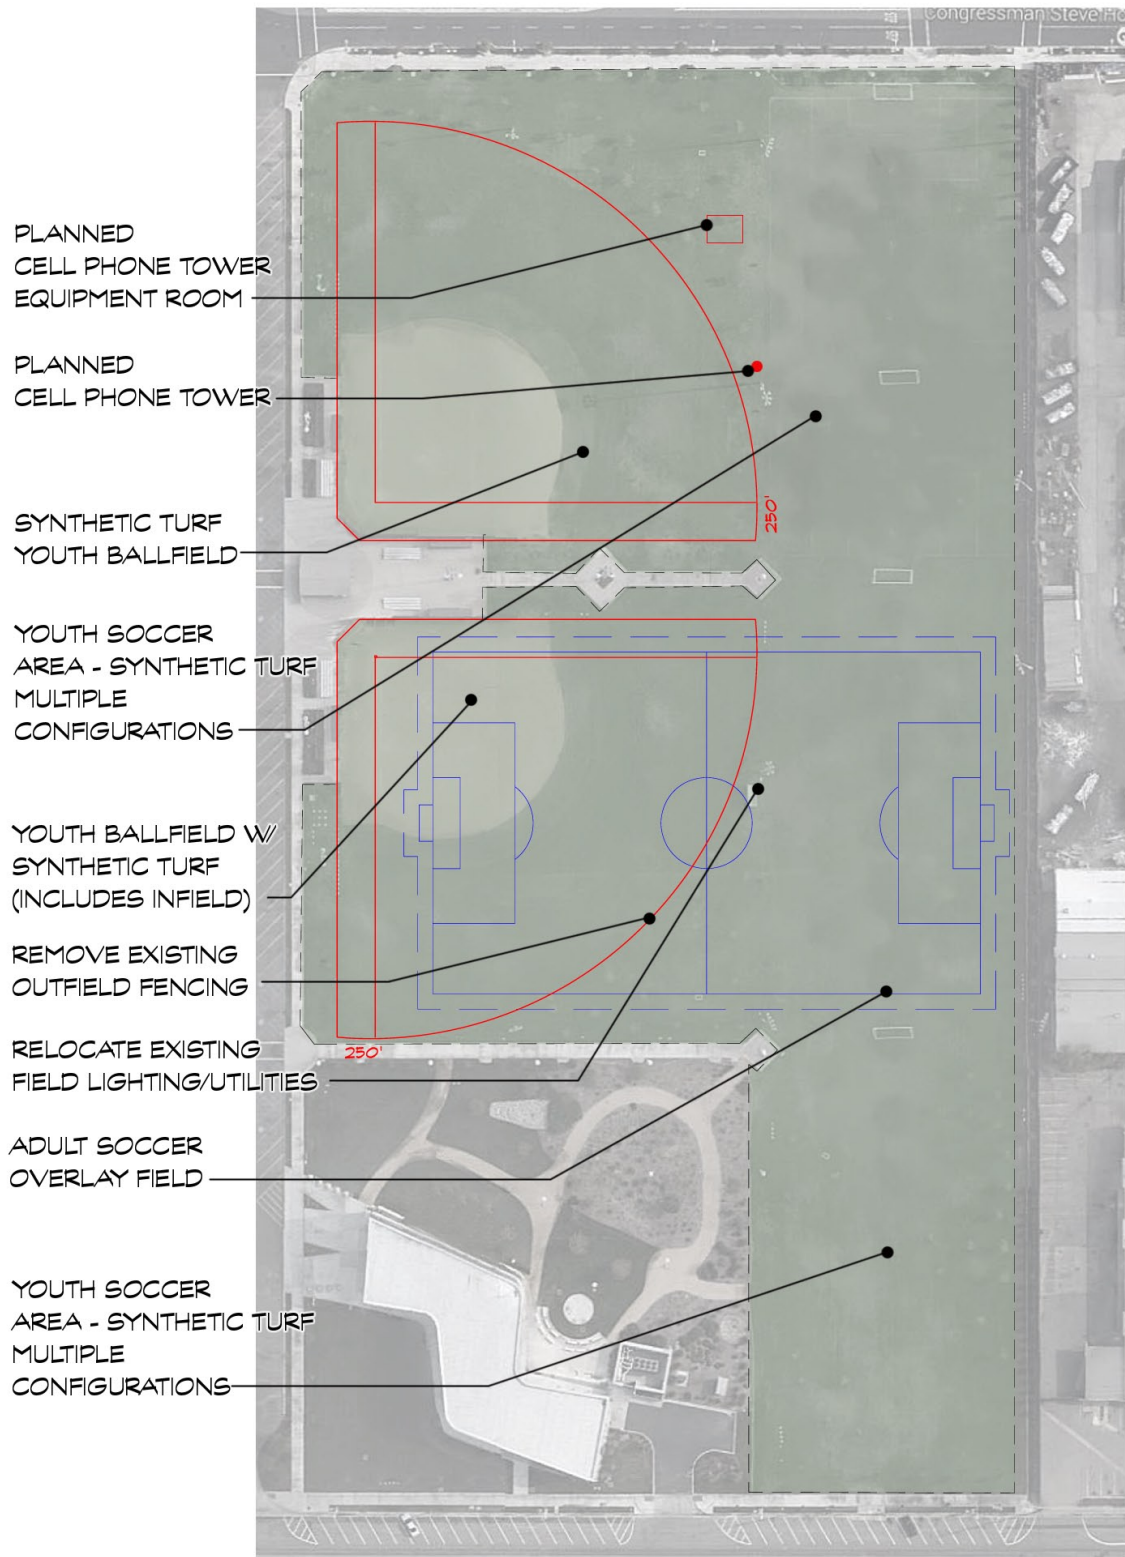 Congressman Steve Ho
PLANNED
CELL PHONE TOWER
EQUIPMENT ROOM
PLANNED
CELL PHONE TOWER
SYNTHETIC TURF
YOUTH BALLFIELD
250'
YOUTH SOCCER
AREA - SYNTHETIC TURF
MULTIPLE
CONFIGURATIONS
YOUTH BALLFIELD W/
SYNTHETIC TURF
(INCLUDES INFIELD)
REMOVE EXISTING
OUTFIELD FENCING
RELOCATE EXISTING
FIELD LIGHTING/UTILITIES
250'
ADULT SOCCER
OVERLAY FIELD
YOUTH SOCCER
AREA - SYNTHETIC TURF
MULTIPLE
CONFIGURATIONS